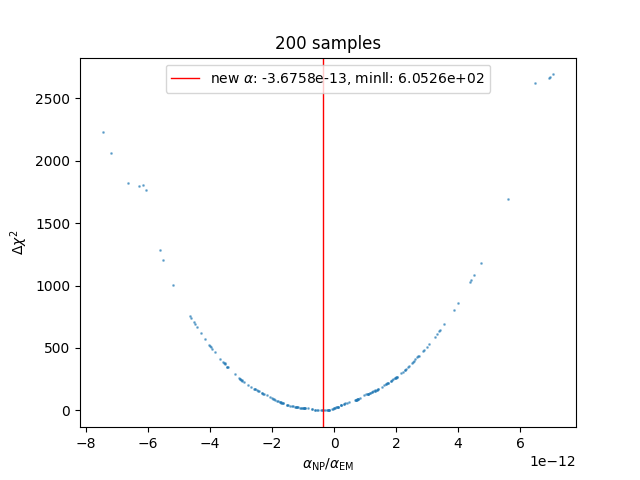 200 samples
new α: -3.6758e-13, minll: 6.0526e+02
Δχ²
2500
2000
1500
1000
500
0
−8 −6 −4 −2 0 2 4 6
1e−12
α_NP/α_EM